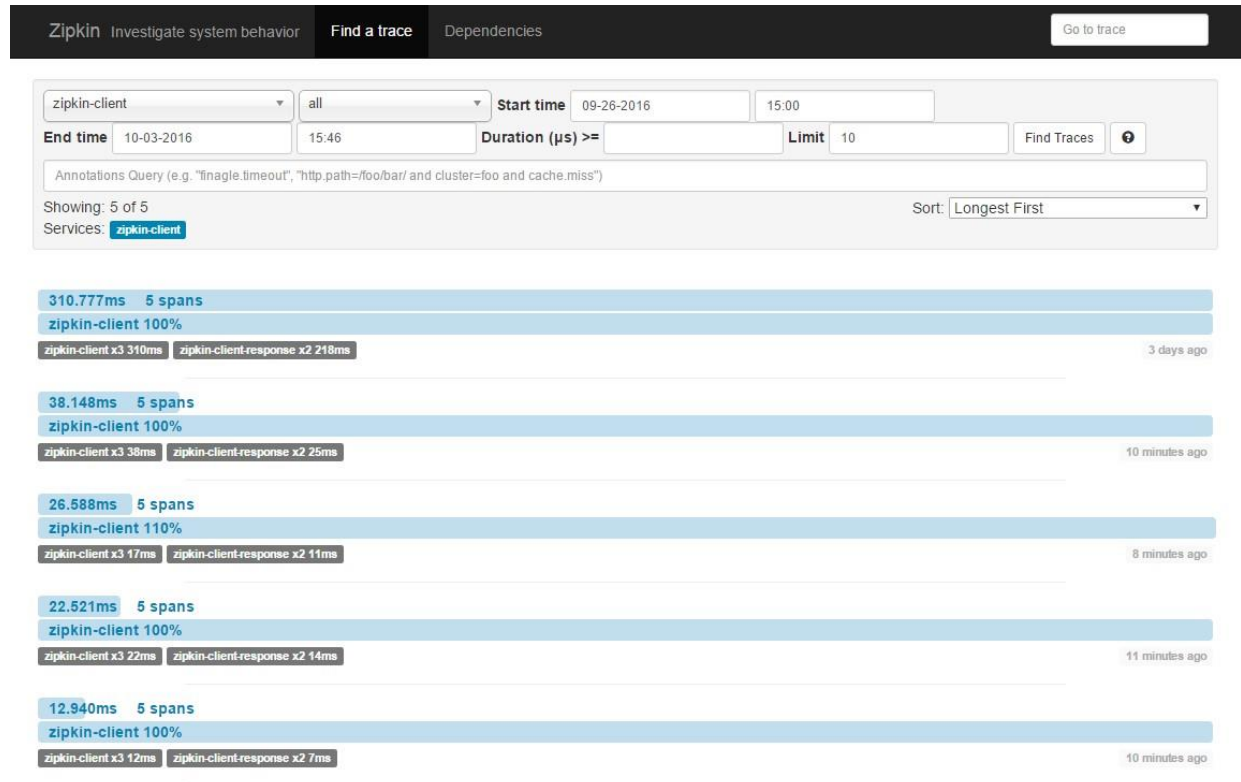 Zipkin Investigate system behavior Find a trace Dependencies Go to trace
zipkin-client all Start time 09-26-2016 15:00
End time 10-03-2016 15:46 Duration (μs) >= Limit 10 Find Traces ?
Annotations Query (e.g. "finagle.timeout", "http.path=/foo/bar/ and cluster=foo and cache.miss")
Showing: 5 of 5 Sort: Longest First
Services: zipkin-client
310.777ms 5 spans
zipkin-client 100%
zipkin-client x3 310ms zipkin-client-response x2 218ms 3 days ago
38.148ms 5 spans
zipkin-client 100%
zipkin-client x3 38ms zipkin-client-response x2 25ms 10 minutes ago
26.588ms 5 spans
zipkin-client 110%
zipkin-client x3 17ms zipkin-client-response x2 11ms 8 minutes ago
22.521ms 5 spans
zipkin-client 100%
zipkin-client x3 22ms zipkin-client-response x2 14ms 11 minutes ago
12.940ms 5 spans
zipkin-client 100%
zipkin-client x3 12ms zipkin-client-response x2 7ms 10 minutes ago